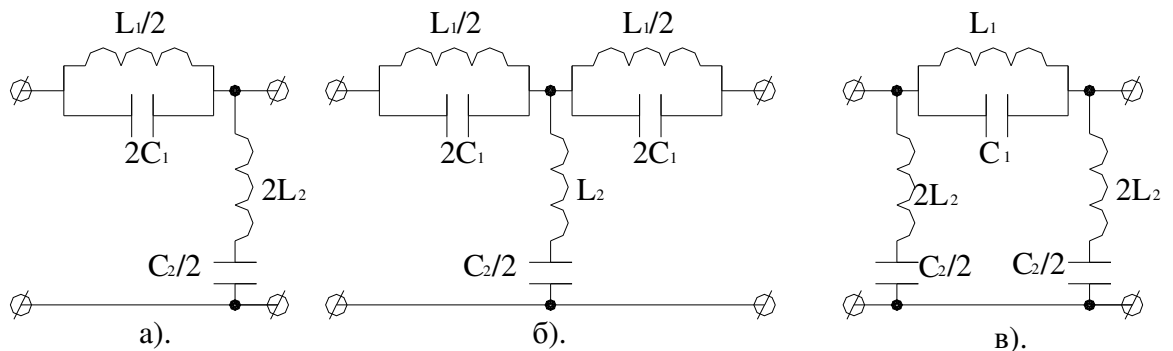 L₁/2
L₁/2
L₁/2
L₁
2C₁
2C₁
2C₁
C₁
2L₂
L₂
2L₂
2L₂
C₂/2
C₂/2
C₂/2
C₂/2
а).
б).
в).